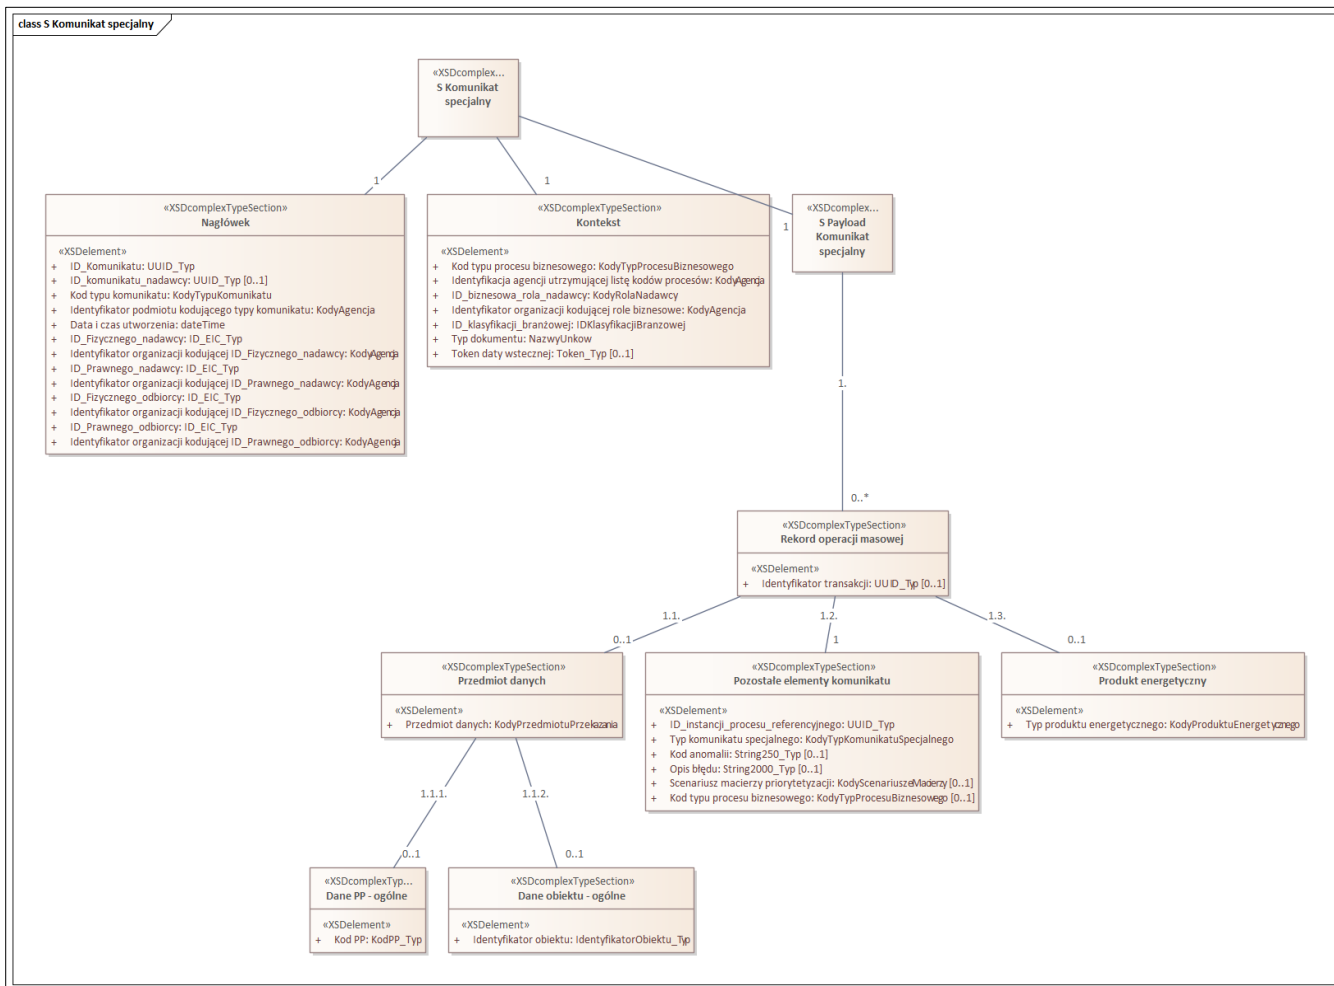 class S Komunikat specjalny
«XSDcomplex...
S Komunikat
specjalny
1
1
1
«XSDcomplexTypeSection»
Nagłówek
«XSDelement»
+ ID_Komunikatu: UUID_Typ
+ ID_komunikatu_nadawcy: UUID_Typ [0..1]
+ Kod typu komunikatu: KodyTypuKomunikatu
+ Identyfikator podmiotu kodującego typy komunikatu: KodyAgencja
+ Data i czas utworzenia: dateTime
+ ID_Fizycznego_nadawcy: ID_EIC_Typ
+ Identyfikator organizacji kodującej ID_Fizycznego_nadawcy: KodyAgencja
+ ID_Prawnego_nadawcy: ID_EIC_Typ
+ Identyfikator organizacji kodującej ID_Prawnego_nadawcy: KodyAgencja
+ ID_Fizycznego_odbiorcy: ID_EIC_Typ
+ Identyfikator organizacji kodującej ID_Fizycznego_odbiorcy: KodyAgencja
+ ID_Prawnego_odbiorcy: ID_EIC_Typ
+ Identyfikator organizacji kodującej ID_Prawnego_odbiorcy: KodyAgencja
«XSDcomplexTypeSection»
Kontekst
«XSDelement»
+ Kod typu procesu biznesowego: KodyTypProcesuBiznesowego
+ Identyfikacja agencji utrzymującej listę kodów procesów: KodyAgencja
+ ID_biznesowa_rola_nadawcy: KodyRolaNadawcy
+ Identyfikator organizacji kodującej role biznesowe: KodyAgencja
+ ID_klasyfikacji_branżowej: IDKlasyfikacjiBranzowej
+ Typ dokumentu: NazwyUnkow
+ Token daty wstecznej: Token_Typ [0..1]
«XSDcomplex...
S Payload
Komunikat
specjalny
1.
0..*
«XSDcomplexTypeSection»
Rekord operacji masowej
«XSDelement»
+ Identyfikator transakcji: UUID_Typ [0..1]
1.1.
1.2.
1.3.
0..1
1
0..1
«XSDcomplexTypeSection»
Przedmiot danych
«XSDelement»
+ Przedmiot danych: KodyPrzedmiotuPrzekazania
«XSDcomplexTypeSection»
Pozostałe elementy komunikatu
«XSDelement»
+ ID_instancji_procesu_referencyjnego: UUID_Typ
+ Typ komunikatu specjalnego: KodyTypKomunikatuSpecjalnego
+ Kod anomalii: String250_Typ [0..1]
+ Opis błędu: String2000_Typ [0..1]
+ Scenariusz macierzy priorytetyzacji: KodyScenariuszeMacierzy [0..1]
+ Kod typu procesu biznesowego: KodyTypProcesuBiznesowego [0..1]
«XSDcomplexTypeSection»
Produkt energetyczny
«XSDelement»
+ Typ produktu energetycznego: KodyProduktuEnergetycznego
1.1.1.
1.1.2.
0..1
0..1
«XSDcomplexTyp...
Dane PP - ogólne
«XSDelement»
+ Kod PP: KodPP_Typ
«XSDcomplexTypeSection»
Dane obiektu - ogólne
«XSDelement»
+ Identyfikator obiektu: IdentyfikatorObiektu_Typ